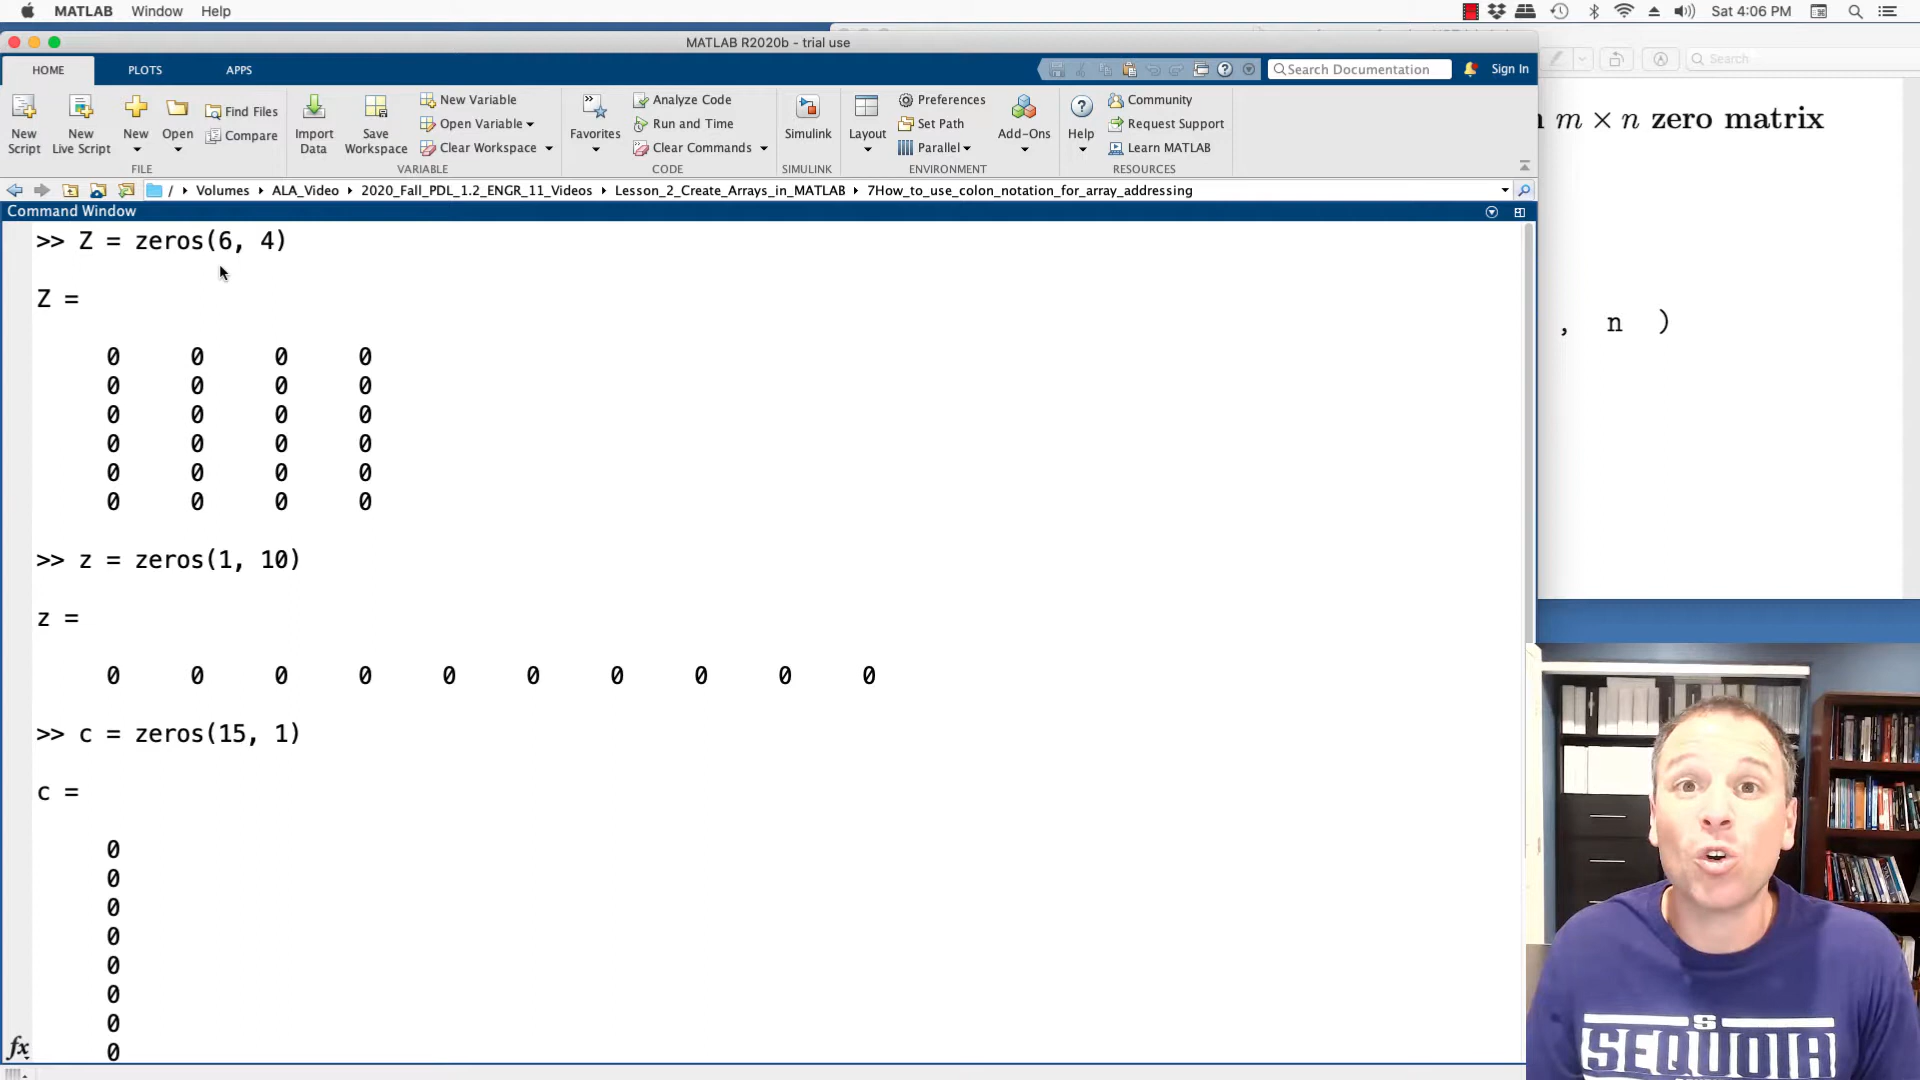 MATLAB Window Help
Sat 4:06 PM
MATLAB R2020b - trial use
HOME PLOTS APPS
Search Documentation
Sign In
Search
New Script
New Live Script
New
Open
Find Files
Compare
FILE
Import Data
Save Workspace
New Variable
Open Variable
Clear Workspace
VARIABLE
Favorites
Analyze Code
Run and Time
Clear Commands
CODE
Simulink
SIMULINK
Layout
Preferences
Set Path
Parallel
Add-Ons
ENVIRONMENT
Help
Community
Request Support
Learn MATLAB
RESOURCES
/ Volumes ALA_Video 2020_Fall_PDL_1.2_ENGR_11_Videos Lesson_2_Create_Arrays_in_MATLAB 7How_to_use_colon_notation_for_array_addressing
Command Window
>> Z = zeros(6, 4)
Z =
0 0 0 0
0 0 0 0
0 0 0 0
0 0 0 0
0 0 0 0
0 0 0 0
>> z = zeros(1, 10)
z =
0 0 0 0 0 0 0 0 0 0
>> c = zeros(15, 1)
c =
0
0
0
0
0
0
0
0
fx
m × n zero matrix
, n )
S
SEQUOIA